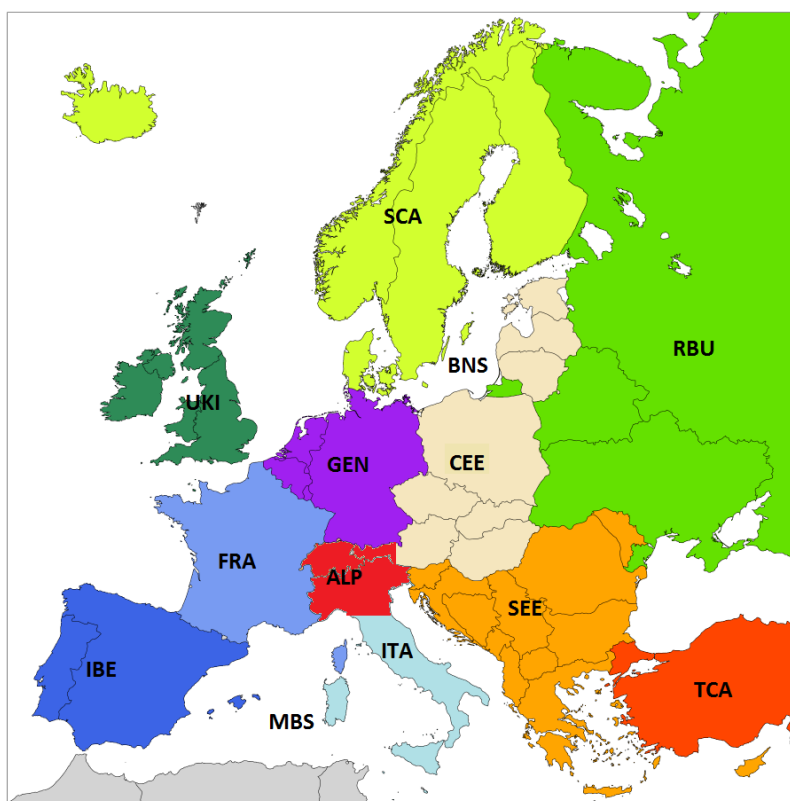 SCA
RBU
BNS
UKI
GEN
CEE
FRA
ALP
SEE
ITA
IBE
TCA
MBS